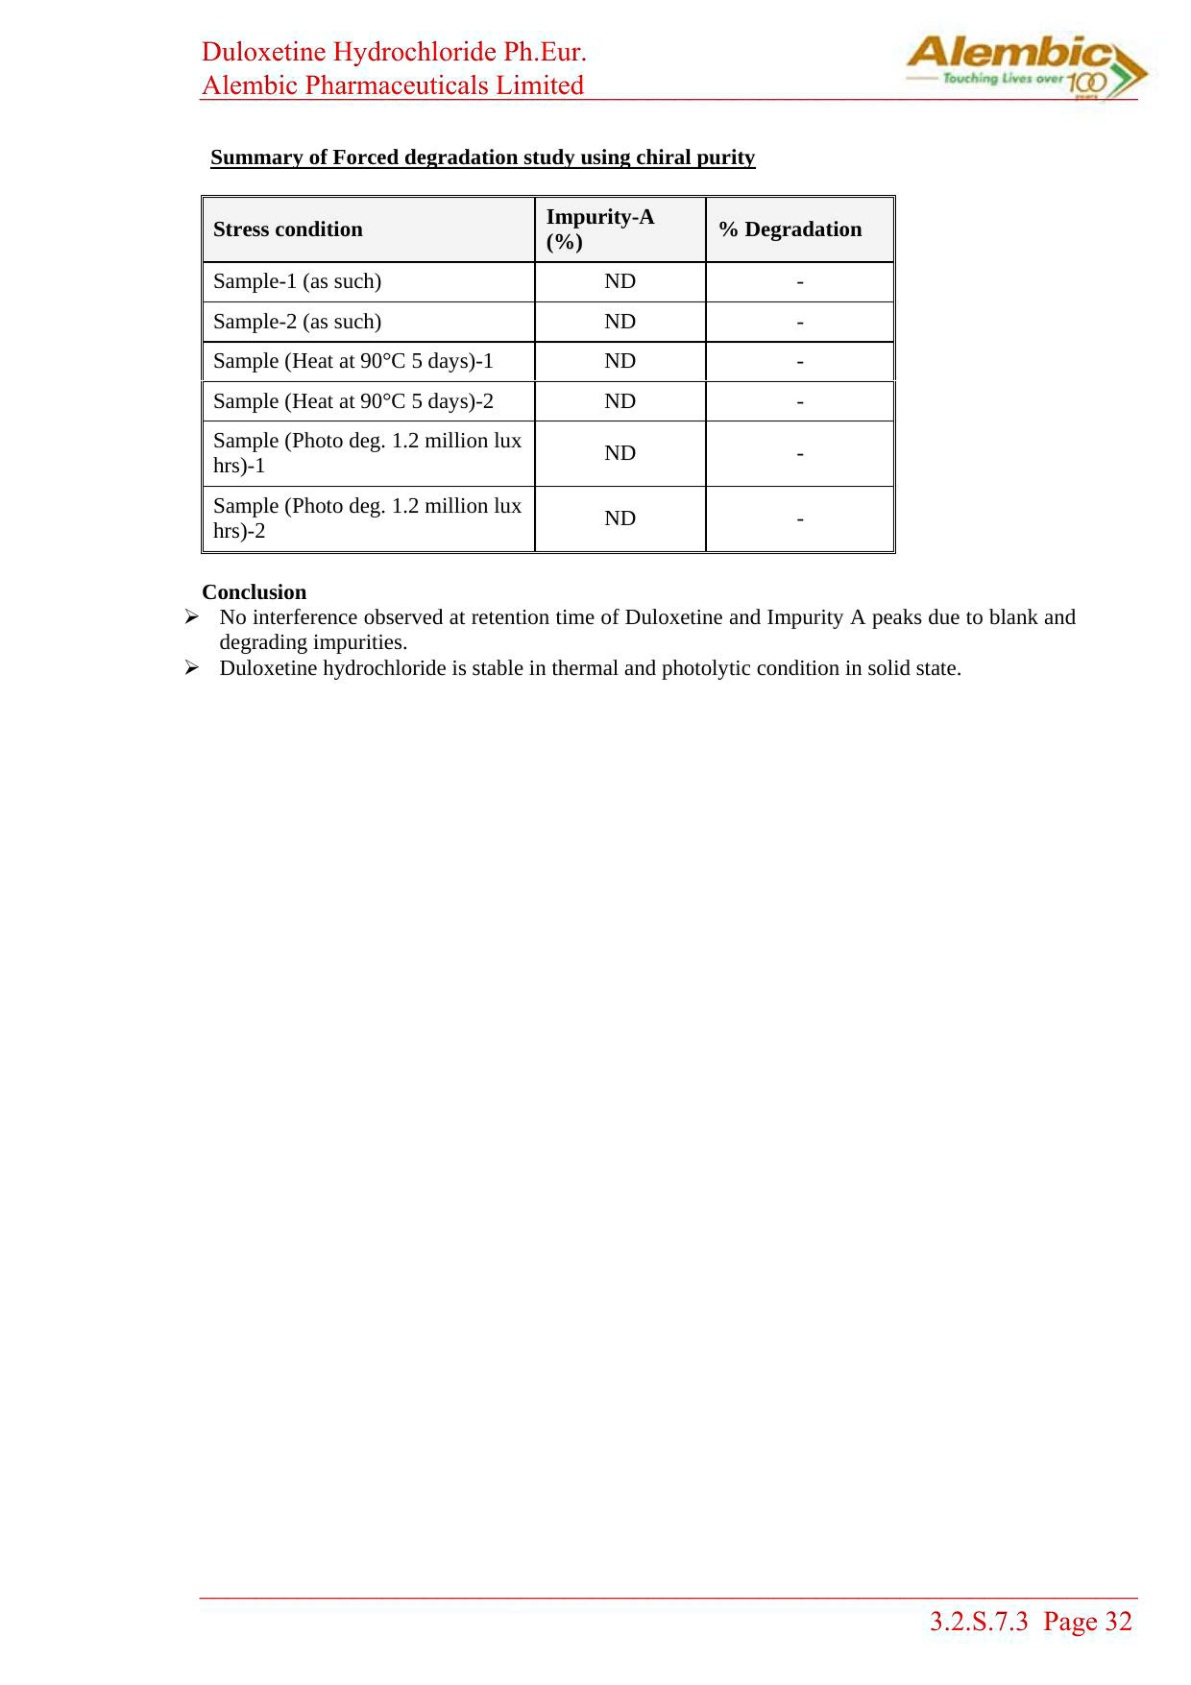 Duloxetine Hydrochloride Ph.Eur.
Alembic Pharmaceuticals Limited
Alembic
Touching Lives over 100
years
Summary of Forced degradation study using chiral purity
Stress condition
Impurity-A
(%)
% Degradation
Sample-1 (as such) ND -
Sample-2 (as such) ND -
Sample (Heat at 90°C 5 days)-1 ND -
Sample (Heat at 90°C 5 days)-2 ND -
Sample (Photo deg. 1.2 million lux
hrs)-1
ND -
Sample (Photo deg. 1.2 million lux
hrs)-2
ND -
Conclusion
➢ No interference observed at retention time of Duloxetine and Impurity A peaks due to blank and
degrading impurities.
➢ Duloxetine hydrochloride is stable in thermal and photolytic condition in solid state.
3.2.S.7.3 Page 32